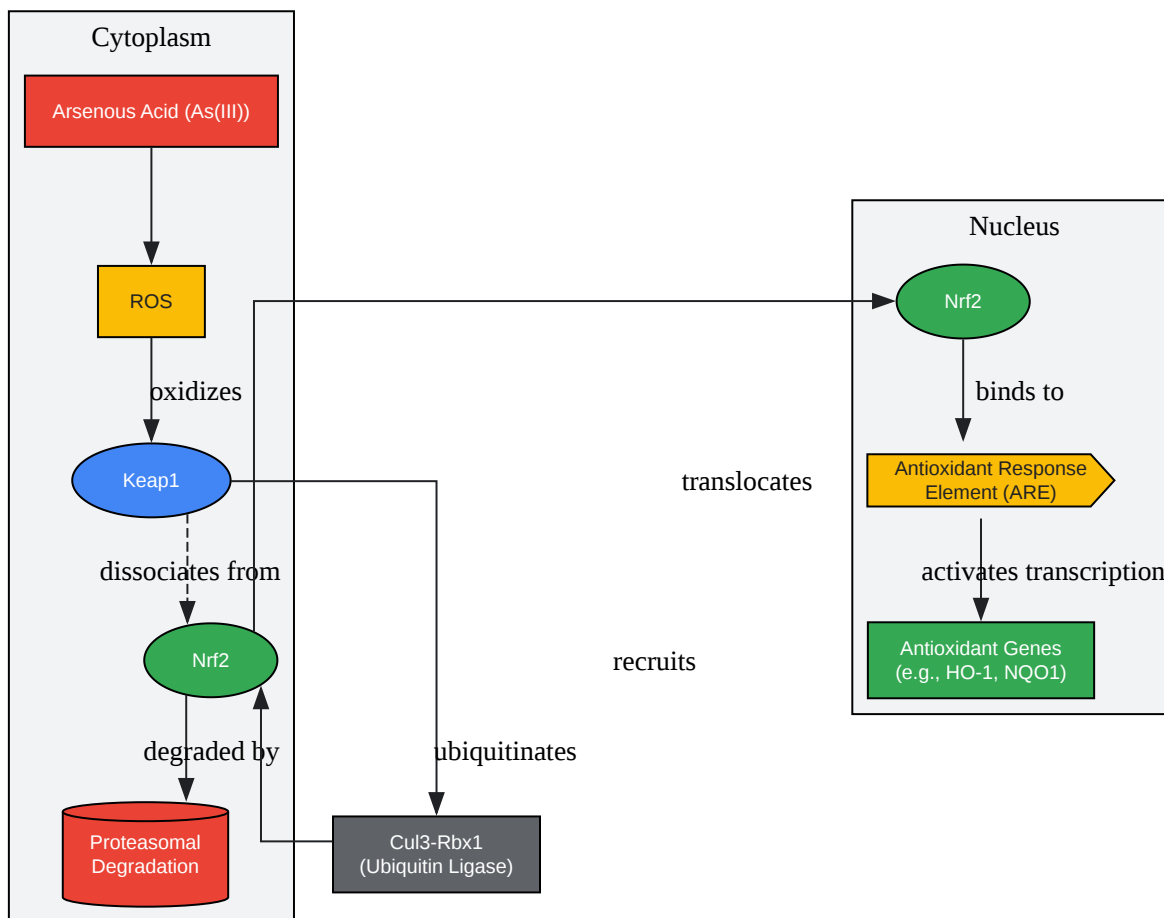 Cytoplasm
Arsenous Acid (As(III))
Nucleus
ROS
Nrf2
oxidizes
binds to
Keap1
translocates
Antioxidant Response
Element (ARE)
dissociates from
activates transcription
Nrf2
recruits
Antioxidant Genes
(e.g., HO-1, NQO1)
degraded by
ubiquitinates
Proteasomal
Degradation
Cul3-Rbx1
(Ubiquitin Ligase)